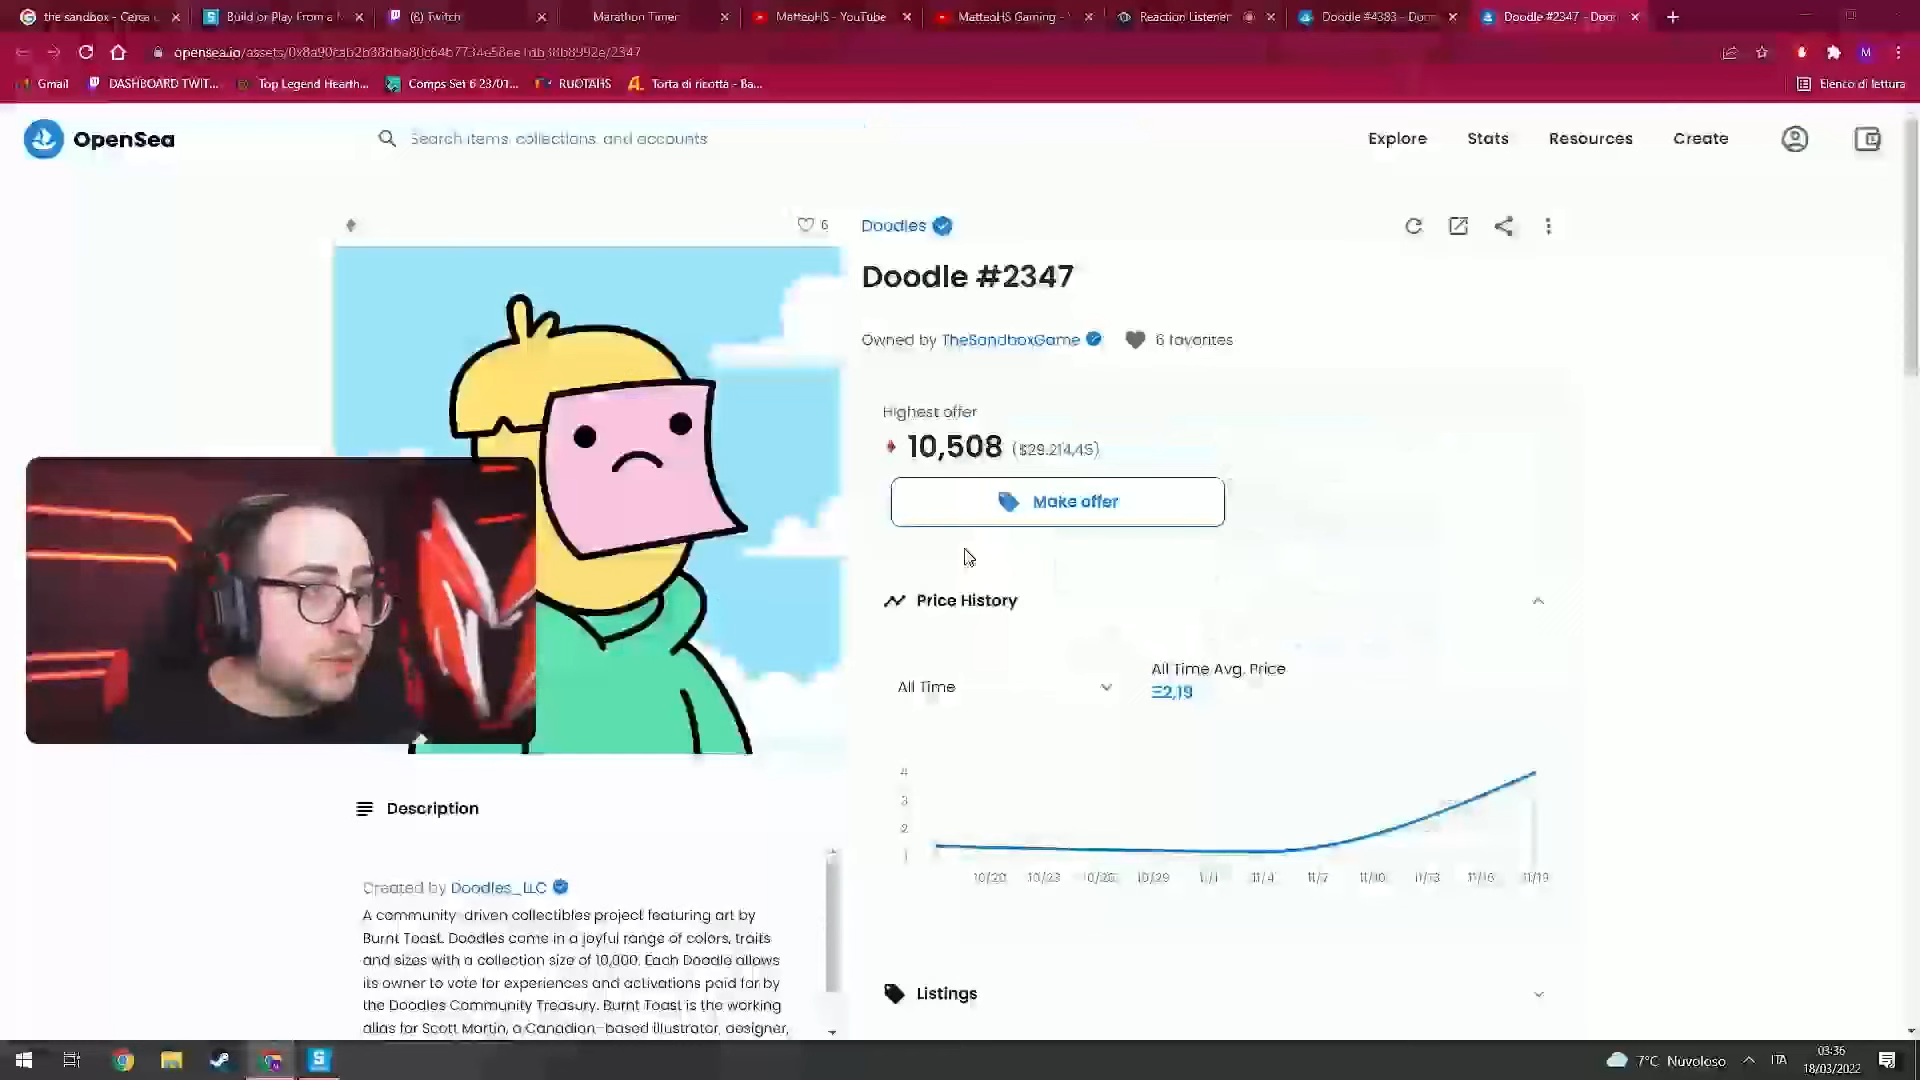 the sandbox - Cerca
Build or Play From a
(6) Twitch
Marathon Timer
MatteoHS - YouTube
MatteoHS Gaming -
Reaction Listener
Doodle #4383 -
Doodle #2347 -
Gmail
DASHBOARD TWIT...
Top Legend Hearth...
Comps Set 6 23/01...
RUOTAHS
Torta di ricotta - Ba...
Elenco di lettura
OpenSea
Search items, collections, and accounts
Explore
Stats
Resources
Create
6
Doodles
Doodle #2347
Owned by TheSandboxGame
6 favorites
Highest offer
10,508 ($29.214,45)
Make offer
Price History
All Time
All Time Avg. Price
Ξ2,19
4
3
2
1
10/20 10/23 10/26 10/29 11/1 11/4 11/7 11/10 11/13 11/16 11/19
Listings
Description
Created by Doodles_LLC
A community-driven collectibles project featuring art by
Burnt Toast. Doodles come in a joyful range of colors, traits
and sizes with a collection size of 10,000. Each Doodle allows
its owner to vote for experiences and activations paid for by
the Doodles Community Treasury. Burnt Toast is the working
alias for Scott Martin, a Canadian-based illustrator, designer,
7°C Nuvoloso
ITA
03:36
18/03/2022